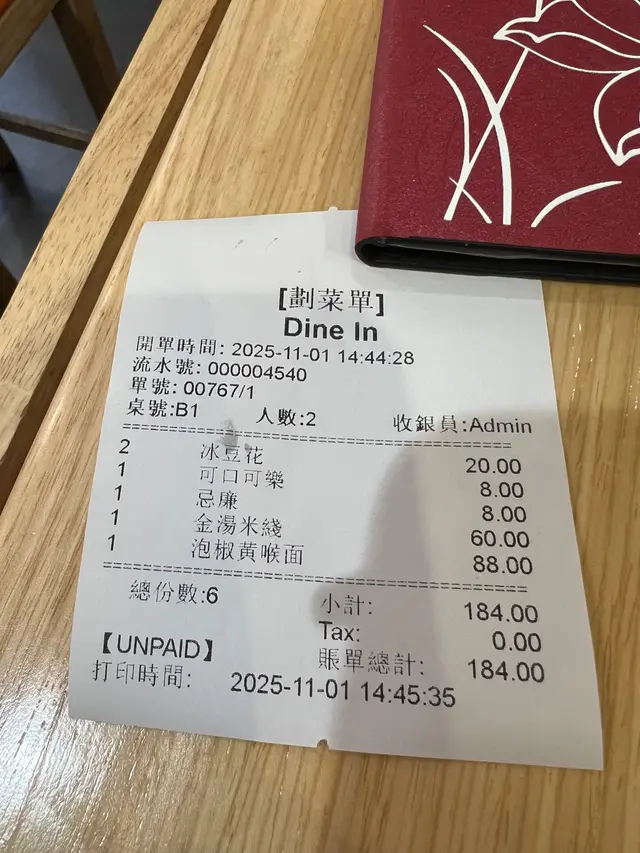 [劃菜單]
Dine In
開單時間: 2025-11-01 14:44:28
流水號: 000004540
單號: 00767/1
桌號:B1 人數:2 收銀員:Admin
2 冰豆花 20.00
1 可口可樂 8.00
1 忌廉 8.00
1 金湯米綫 60.00
1 泡椒黃喉面 88.00
總份數:6 小計: 184.00
Tax: 0.00
【UNPAID】 賬單總計: 184.00
打印時間: 2025-11-01 14:45:35